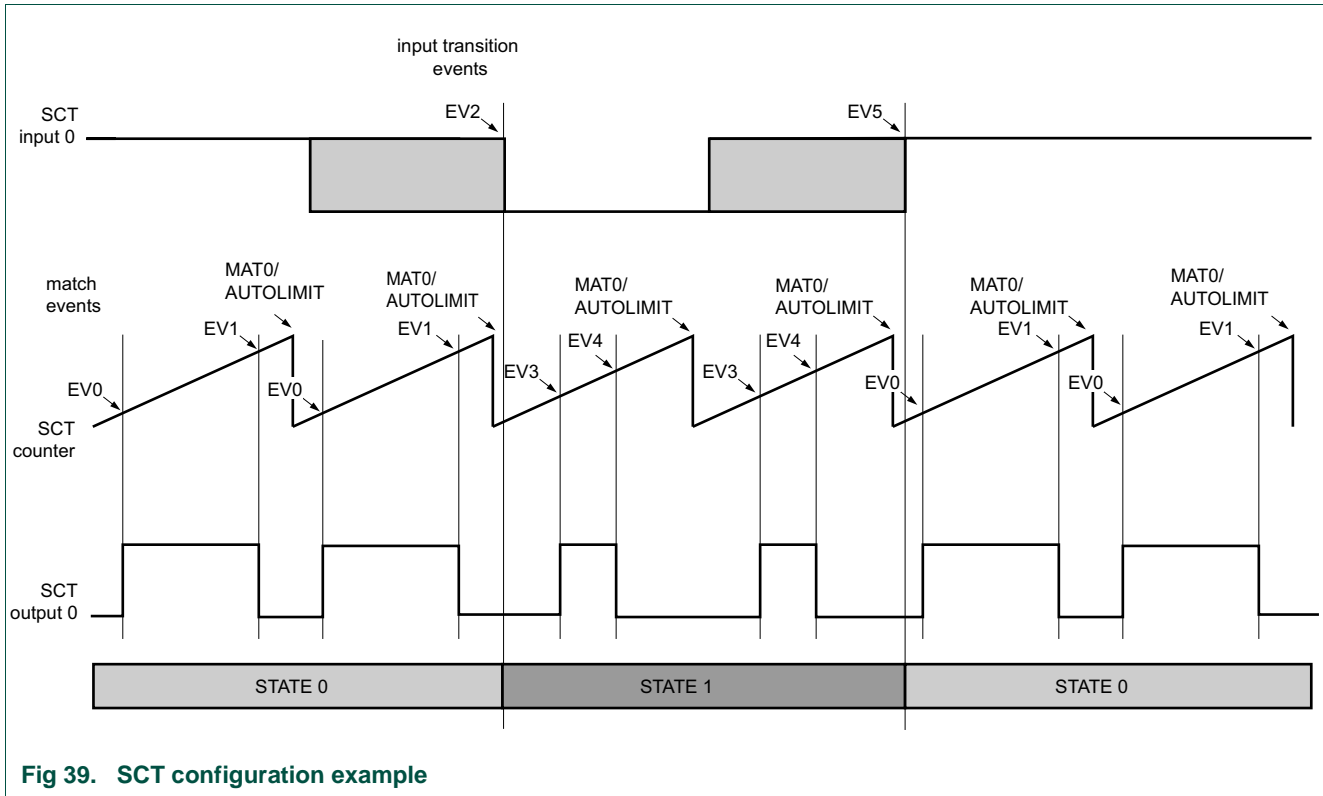 input transition
events
SCT
input 0
EV2
EV5
match
events
MAT0/
AUTOLIMIT
MAT0/
AUTOLIMIT
MAT0/
AUTOLIMIT
MAT0/
AUTOLIMIT
MAT0/
AUTOLIMIT
MAT0/
AUTOLIMIT
EV0
EV1
EV0
EV1
EV3
EV4
EV3
EV4
EV0
EV1
EV0
EV1
SCT
counter
SCT
output 0
STATE 0
STATE 1
STATE 0
Fig 39. SCT configuration example